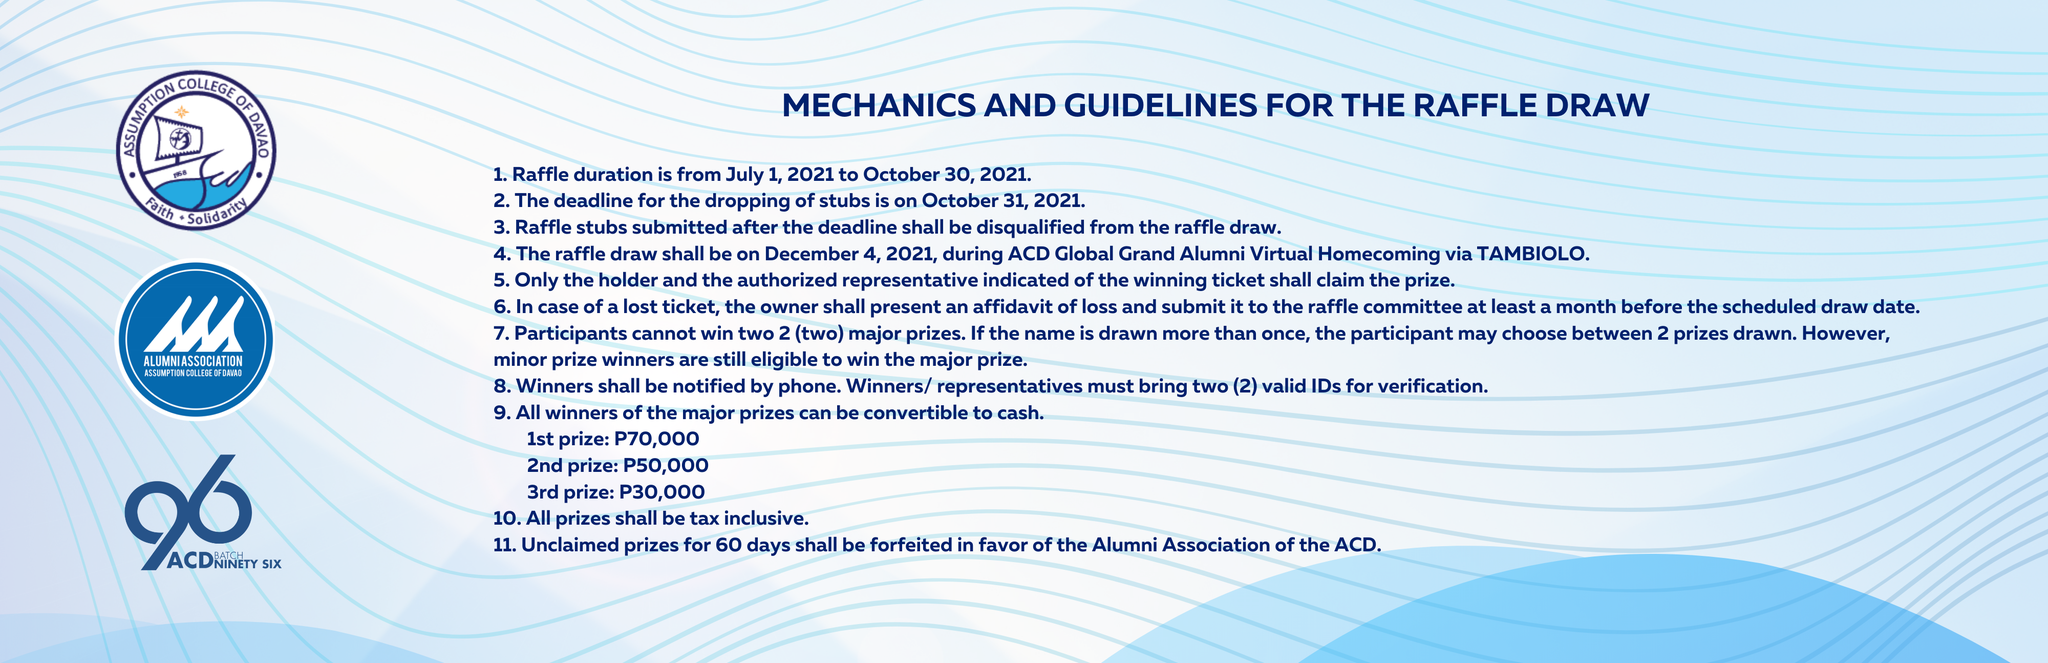 MECHANICS AND GUIDELINES FOR THE RAFFLE DRAW
1. Raffle duration is from July 1, 2021 to October 30, 2021.
2. The deadline for the dropping of stubs is on October 31, 2021.
3. Raffle stubs submitted after the deadline shall be disqualified from the raffle draw.
4. The raffle draw shall be on December 4, 2021, during ACD Global Grand Alumni Virtual Homecoming via TAMBIOLO.
5. Only the holder and the authorized representative indicated of the winning ticket shall claim the prize.
6. In case of a lost ticket, the owner shall present an affidavit of loss and submit it to the raffle committee at least a month before the scheduled draw date.
7. Participants cannot win two 2 (two) major prizes. If the name is drawn more than once, the participant may choose between 2 prizes drawn. However,
minor prize winners are still eligible to win the major prize.
8. Winners shall be notified by phone. Winners/ representatives must bring two (2) valid IDs for verification.
9. All winners of the major prizes can be convertible to cash.
1st prize: P70,000
2nd prize: P50,000
3rd prize: P30,000
10. All prizes shall be tax inclusive.
11. Unclaimed prizes for 60 days shall be forfeited in favor of the Alumni Association of the ACD.
ASSUMPTION COLLEGE OF DAVAO
1958
Faith • Solidarity
ALUMNI ASSOCIATION
ASSUMPTION COLLEGE OF DAVAO
96
ACD BATCH
NINETY SIX